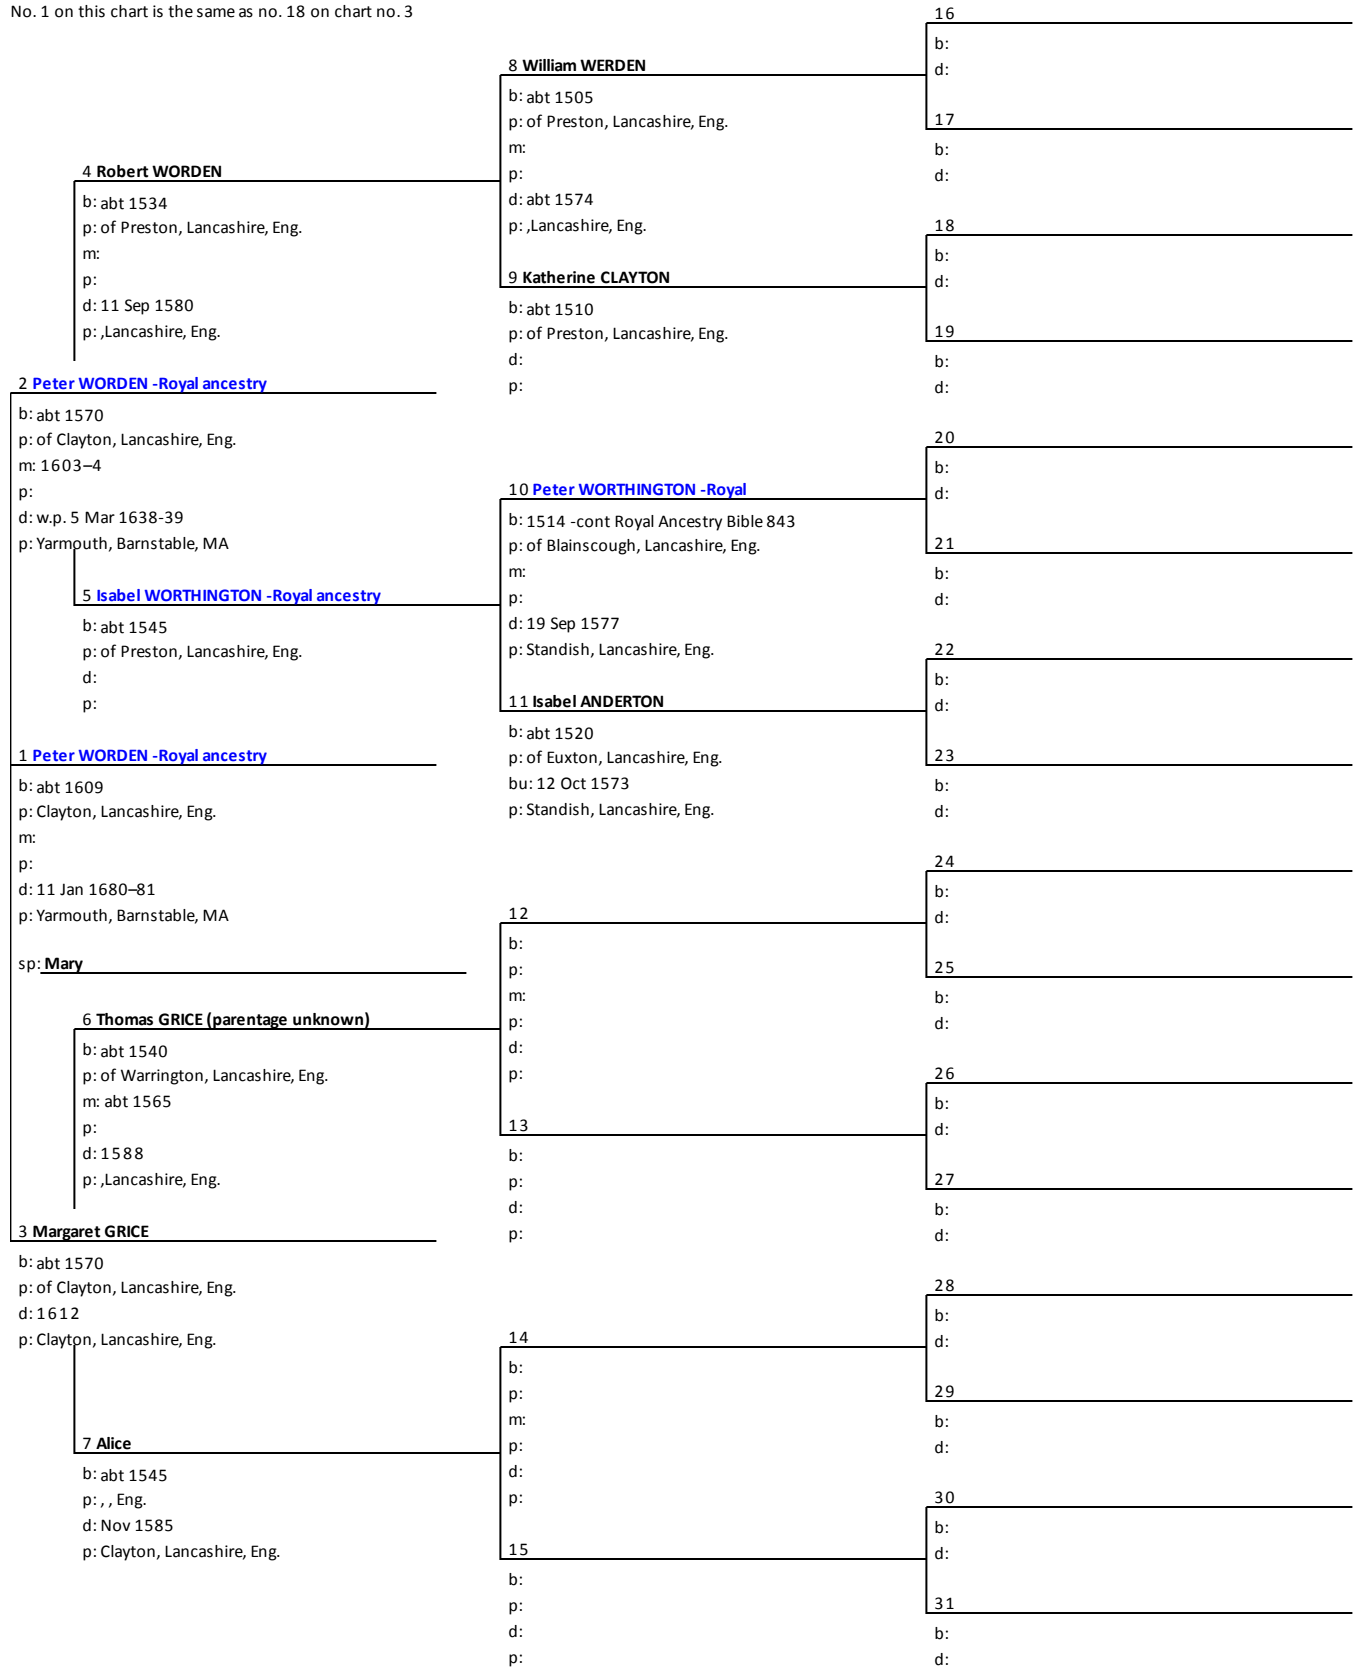 No. 1 on this chart is the same as no. 18 on chart no. 3
16
b:
d:
8 William WERDEN
b: abt 1505
p: of Preston, Lancashire, Eng.
m:
p:
d: abt 1574
p: ,Lancashire, Eng.
17
b:
d:
4 Robert WORDEN
b: abt 1534
p: of Preston, Lancashire, Eng.
m:
p:
d: 11 Sep 1580
p: ,Lancashire, Eng.
18
b:
d:
9 Katherine CLAYTON
b: abt 1510
p: of Preston, Lancashire, Eng.
d:
p:
19
b:
d:
2 Peter WORDEN -Royal ancestry
b: abt 1570
p: of Clayton, Lancashire, Eng.
m: 1603–4
p:
d: w.p. 5 Mar 1638-39
p: Yarmouth, Barnstable, MA
20
b:
d:
10 Peter WORTHINGTON -Royal
b: 1514 -cont Royal Ancestry Bible 843
p: of Blainscough, Lancashire, Eng.
m:
p:
d: 19 Sep 1577
p: Standish, Lancashire, Eng.
21
b:
d:
5 Isabel WORTHINGTON -Royal ancestry
b: abt 1545
p: of Preston, Lancashire, Eng.
d:
p:
22
b:
d:
11 Isabel ANDERTON
b: abt 1520
p: of Euxton, Lancashire, Eng.
bu: 12 Oct 1573
p: Standish, Lancashire, Eng.
23
b:
d:
1 Peter WORDEN -Royal ancestry
b: abt 1609
p: Clayton, Lancashire, Eng.
m:
p:
d: 11 Jan 1680–81
p: Yarmouth, Barnstable, MA
sp: Mary
24
b:
d:
12
b:
p:
m:
p:
d:
p:
25
b:
d:
6 Thomas GRICE (parentage unknown)
b: abt 1540
p: of Warrington, Lancashire, Eng.
m: abt 1565
p:
d: 1588
p: ,Lancashire, Eng.
26
b:
d:
13
b:
p:
d:
p:
27
b:
d:
3 Margaret GRICE
b: abt 1570
p: of Clayton, Lancashire, Eng.
d: 1612
p: Clayton, Lancashire, Eng.
28
b:
d:
14
b:
p:
m:
p:
d:
p:
29
b:
d:
7 Alice
b: abt 1545
p: , , Eng.
d: Nov 1585
p: Clayton, Lancashire, Eng.
30
b:
d:
15
b:
p:
d:
p:
31
b:
d: